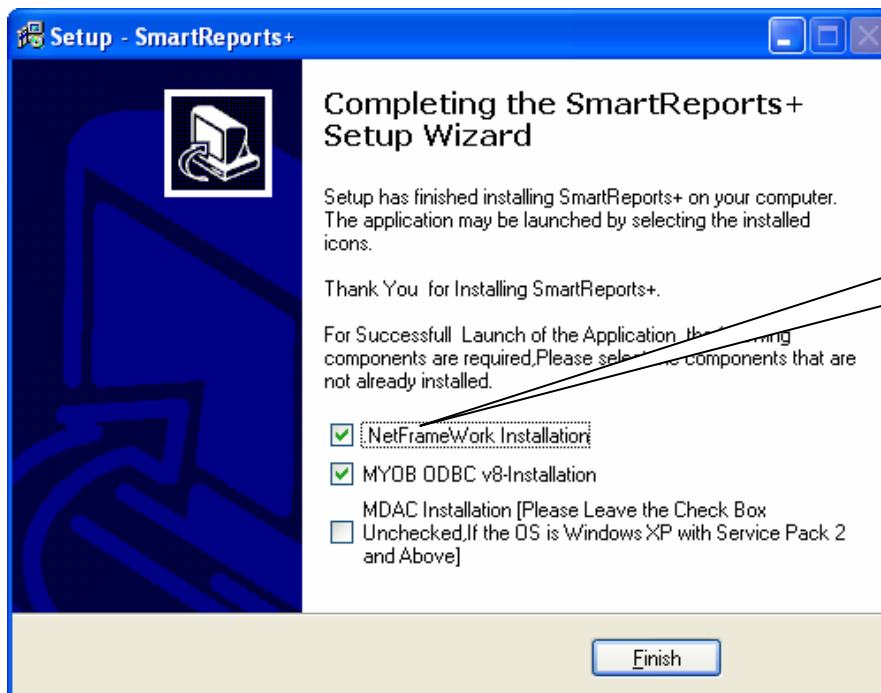 Setup - SmartReports+
Completing the SmartReports+
Setup Wizard
Setup has finished installing SmartReports+ on your computer.
The application may be launched by selecting the installed
icons.
Thank You  for Installing SmartReports+.
For Successfull  Launch of the Application
components are required,Please select components that are
not already installed.
.NetFrameWork Installation
MYOB ODBC v8-Installation
MDAC Installation [Please Leave the Check Box
Unchecked,If the OS is Windows XP with Service Pack 2
and Above]
Finish